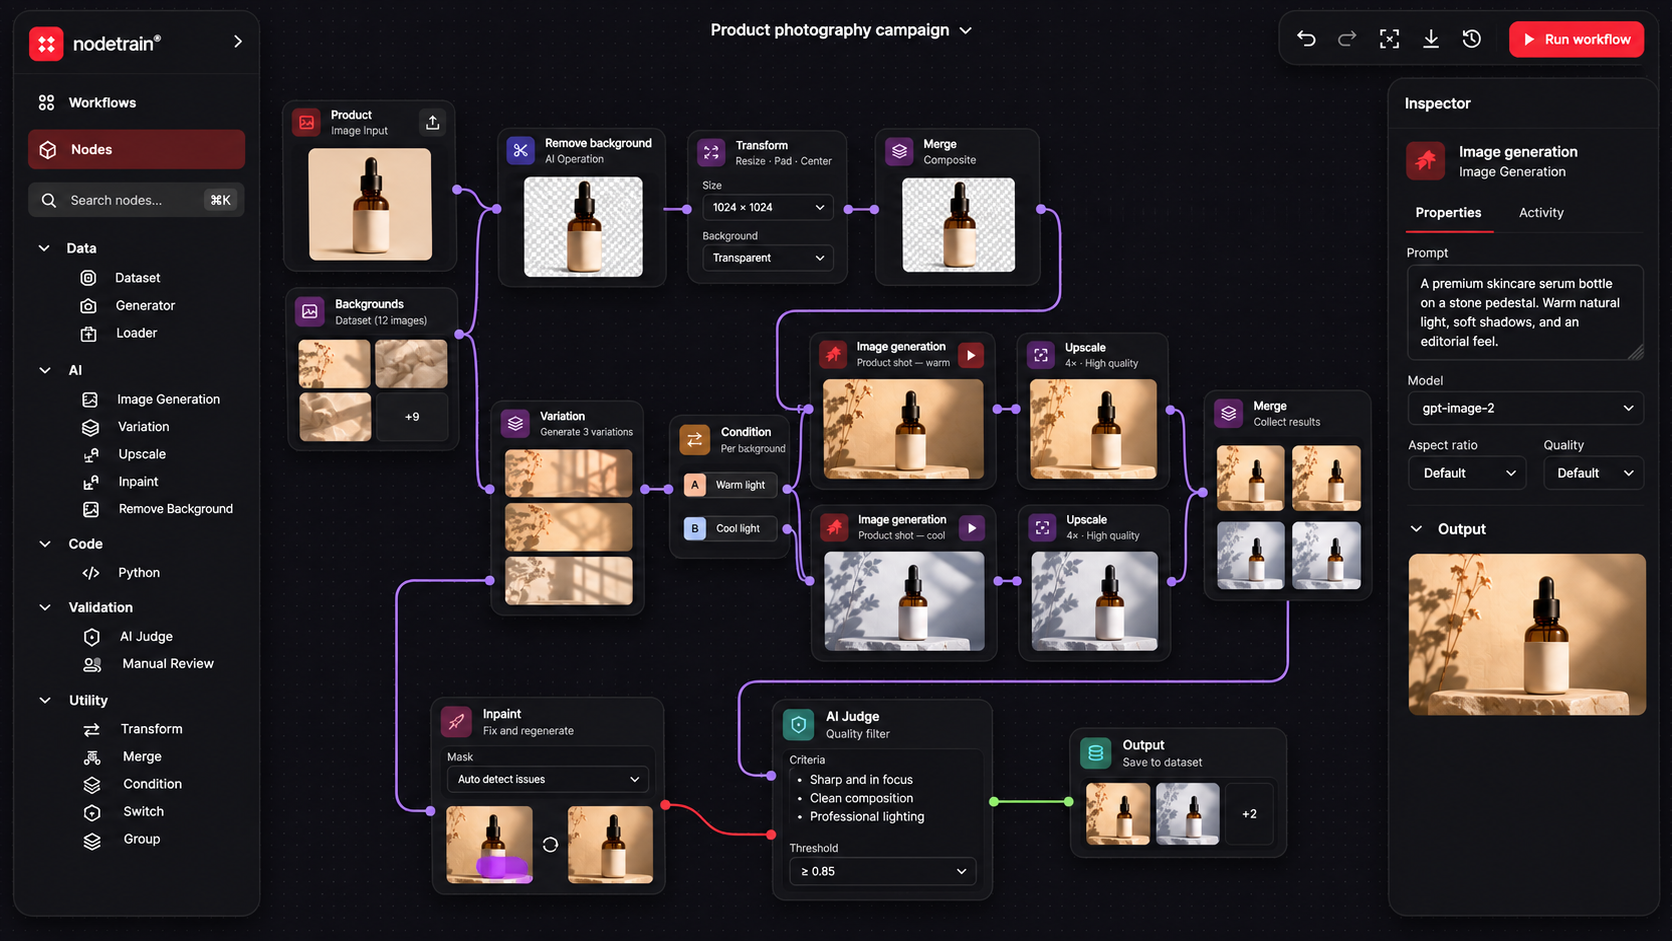 nodetrain®
Workflows
Nodes
Search nodes...
⌘K
Data
Dataset
Generator
Loader
AI
Image Generation
Variation
Upscale
Inpaint
Remove Background
Code
Python
Validation
AI Judge
Manual Review
Utility
Transform
Merge
Condition
Switch
Group
Product photography campaign
Run workflow
Product
Image Input
Backgrounds
Dataset (12 images)
+9
Remove background
AI Operation
Transform
Resize · Pad · Center
Size
1024 × 1024
Background
Transparent
Merge
Composite
Variation
Generate 3 variations
Condition
Per background
A
Warm light
B
Cool light
Image generation
Product shot — warm
Upscale
4× · High quality
Image generation
Product shot — cool
Upscale
4× · High quality
Merge
Collect results
Inpaint
Fix and regenerate
Mask
Auto detect issues
AI Judge
Quality filter
Criteria
• Sharp and in focus
• Clean composition
• Professional lighting
Threshold
≥ 0.85
Output
Save to dataset
+2
Inspector
Image generation
Image Generation
Properties
Activity
Prompt
A premium skincare serum bottle
on a stone pedestal. Warm natural
light, soft shadows, and an
editorial feel.
Model
gpt-image-2
Aspect ratio
Quality
Default
Default
Output